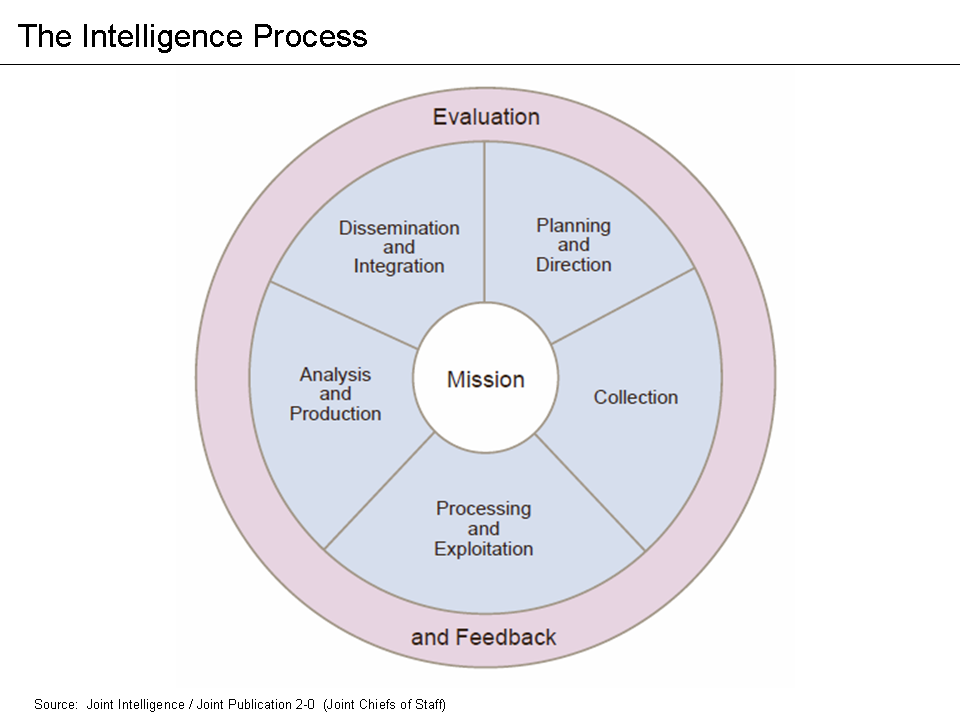 The Intelligence Process
Evaluation
Dissemination
and
Integration
Planning
and
Direction
Analysis
and
Production
Mission
Collection
Processing
and
Exploitation
and Feedback
Source:  Joint Intelligence / Joint Publication 2-0  (Joint Chiefs of Staff)